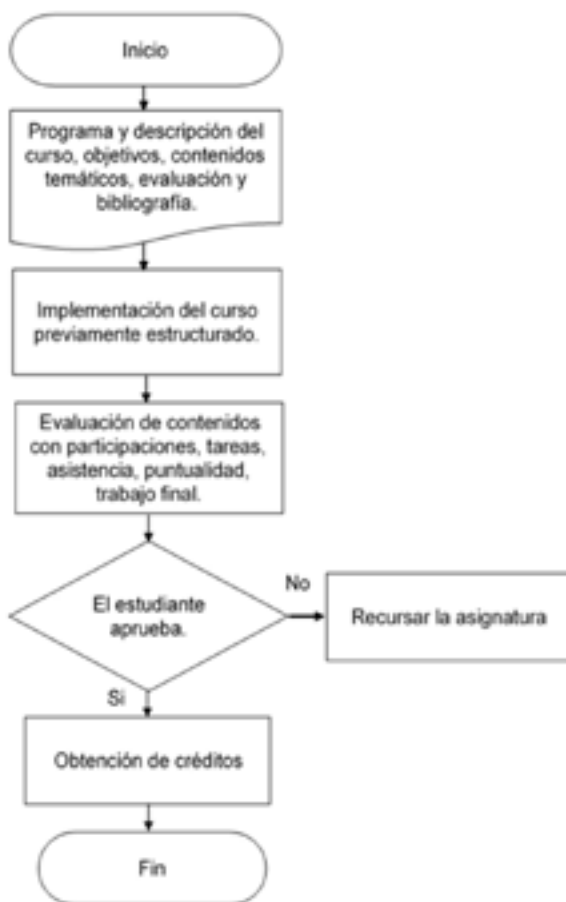 Inicio
Programa y descripción del
curso, objetivos, contenidos
temáticos, evaluación y
bibliografía.
Implementación del curso
previamente estructurado.
Evaluación de contenidos
con participaciones, tareas,
asistencia, puntualidad,
trabajo final.
El estudiante
aprueba.
No
Recursar la asignatura
Si
Obtención de créditos
Fin